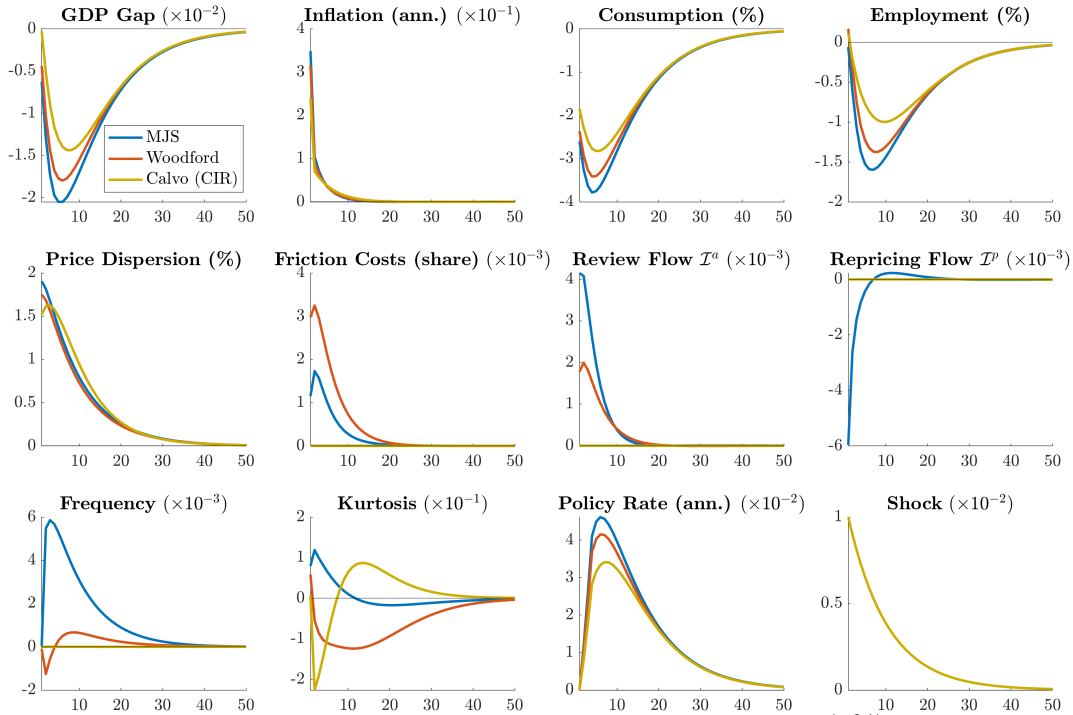 GDP Gap (×10⁻²)
Inflation (ann.) (×10⁻¹)
Consumption (%)
Employment (%)
0
-0.5
-1
-1.5
-2
10 20 30 40 50
MJS
Woodford
Calvo (CIR)
4
3
2
1
0
10 20 30 40 50
0
-1
-2
-3
-4
10 20 30 40 50
0
-0.5
-1
-1.5
-2
10 20 30 40 50
Price Dispersion (%)
Friction Costs (share) (×10⁻³)
Review Flow 𝓘ᵃ (×10⁻³)
Repricing Flow 𝓘ᵖ (×10⁻³)
2
1.5
1
0.5
0
10 20 30 40 50
4
3
2
1
0
10 20 30 40 50
4
3
2
1
0
10 20 30 40 50
0
-2
-4
-6
10 20 30 40 50
Frequency (×10⁻³)
Kurtosis (×10⁻¹)
Policy Rate (ann.) (×10⁻²)
Shock (×10⁻²)
6
4
2
0
-2
10 20 30 40 50
2
1
0
-1
-2
10 20 30 40 50
4
3
2
1
0
10 20 30 40 50
1
0.5
0
10 20 30 40 50